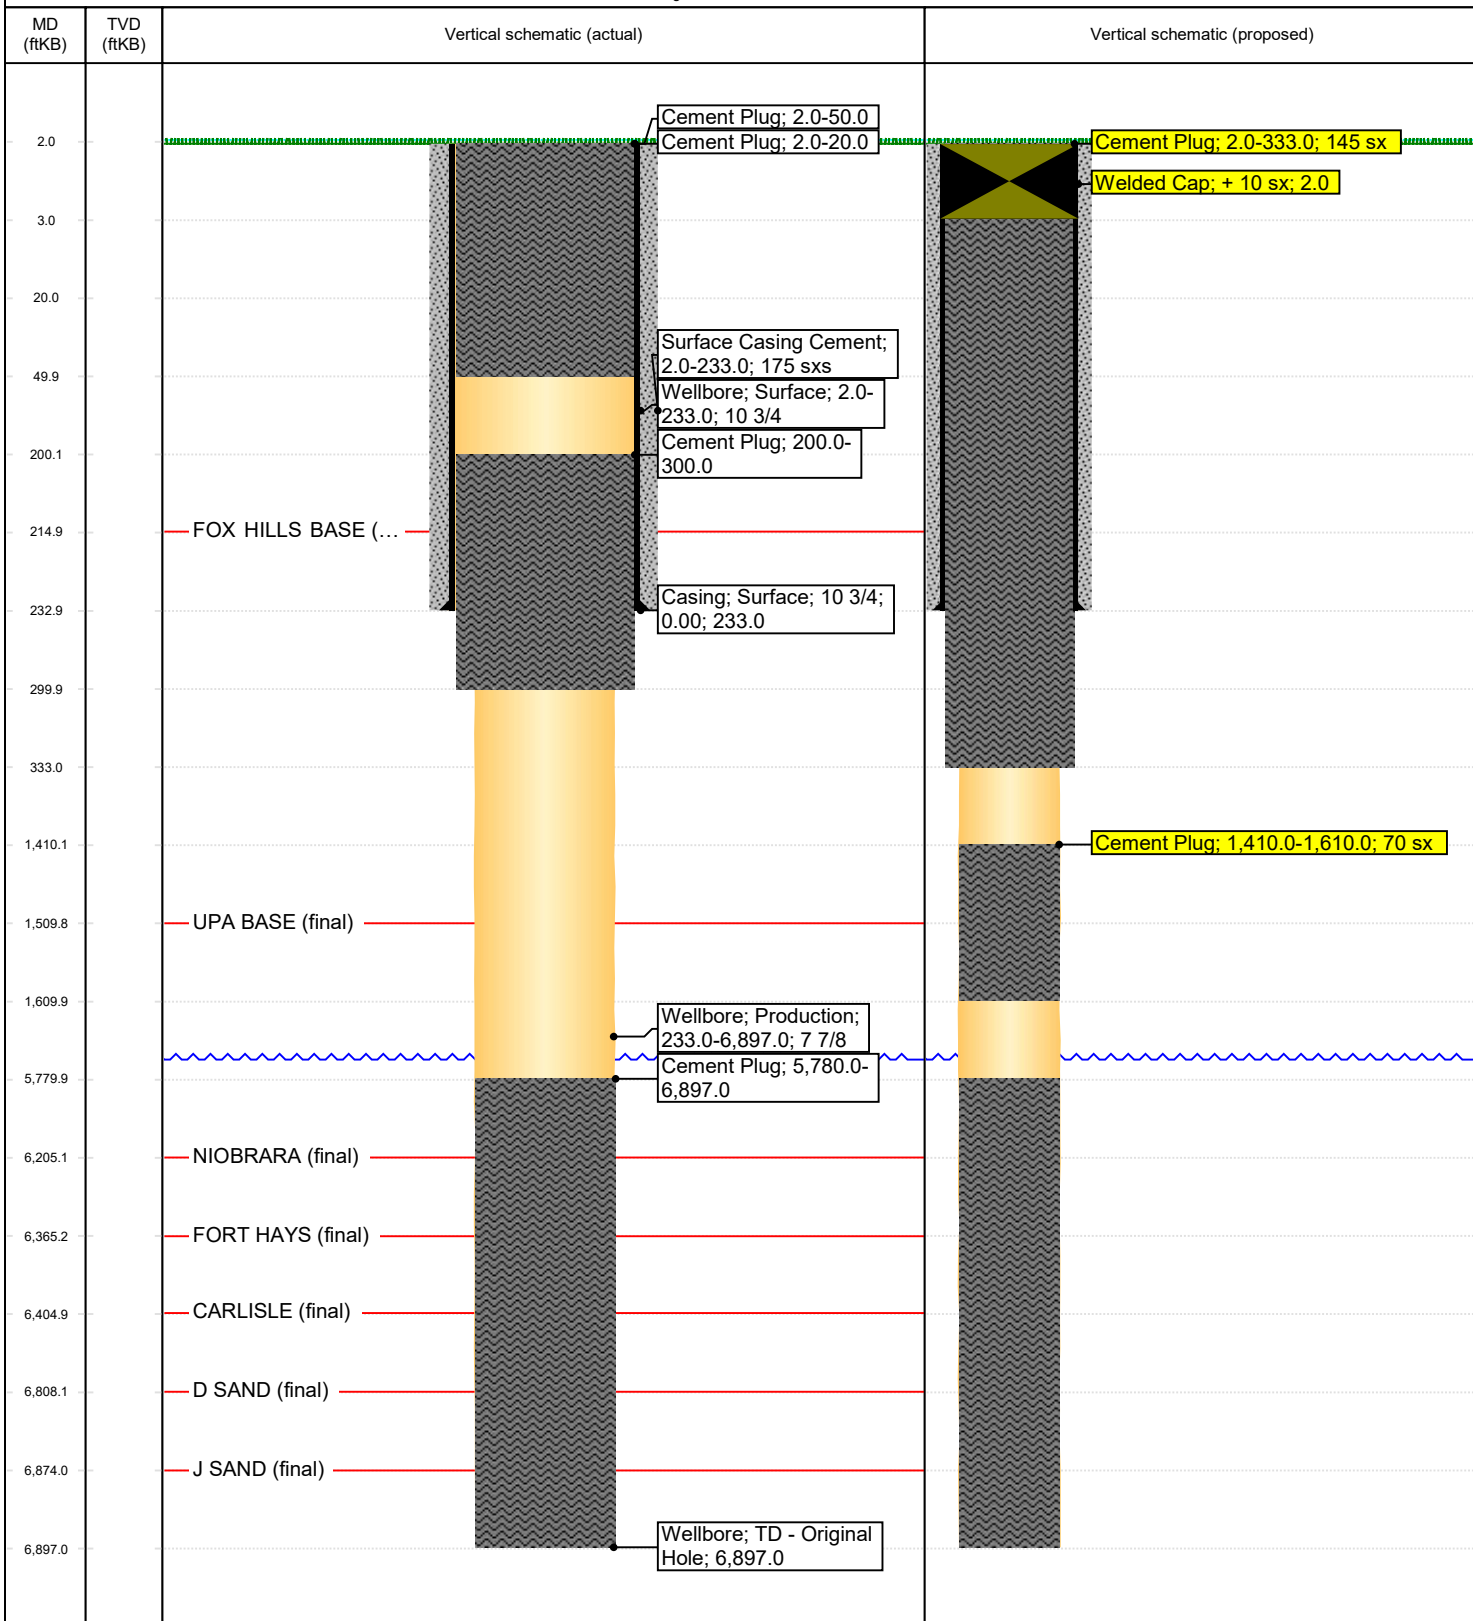 MD
(ftKB)
TVD
(ftKB)
Vertical schematic (actual)
Vertical schematic (proposed)
Cement Plug; 2.0-50.0
2.0
Cement Plug; 2.0-20.0
Cement Plug; 2.0-333.0; 145 sx
Welded Cap; + 10 sx; 2.0
3.0
20.0
Surface Casing Cement;
2.0-233.0; 175 sxs
49.9
Wellbore; Surface; 2.0-
233.0; 10 3/4
200.1
Cement Plug; 200.0-
300.0
214.9
FOX HILLS BASE (…
232.9
Casing; Surface; 10 3/4;
0.00; 233.0
299.9
333.0
1,410.1
Cement Plug; 1,410.0-1,610.0; 70 sx
1,509.8
UPA BASE (final)
1,609.9
Wellbore; Production;
233.0-6,897.0; 7 7/8
5,779.9
Cement Plug; 5,780.0-
6,897.0
6,205.1
NIOBRARA (final)
6,365.2
FORT HAYS (final)
6,404.9
CARLISLE (final)
6,808.1
D SAND (final)
6,874.0
J SAND (final)
6,897.0
Wellbore; TD - Original
Hole; 6,897.0